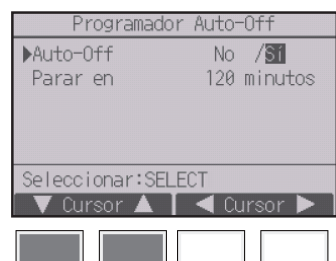 Programador Auto-Off
▶Auto-Off No /Sí
Parar en 120 minutos
Seleccionar:SELECT
▼ Cursor ▲ ◀ Cursor ▶